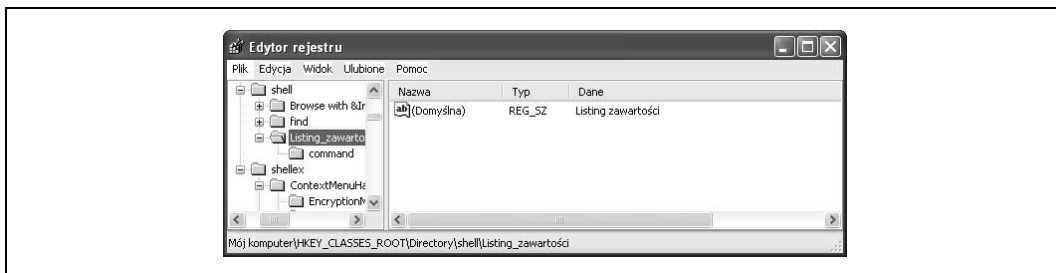 Edytor rejestru
Plik Edycja Widok Ulubione Pomoc
shell
Browse with &Ir
find
Listing_zawarto
command
shellex
ContextMenuHa
EncryptionM
Nazwa Typ Dane
ab (Domyślna) REG_SZ Listing zawartości
Mój komputer\HKEY_CLASSES_ROOT\Directory\shell\Listing_zawartości